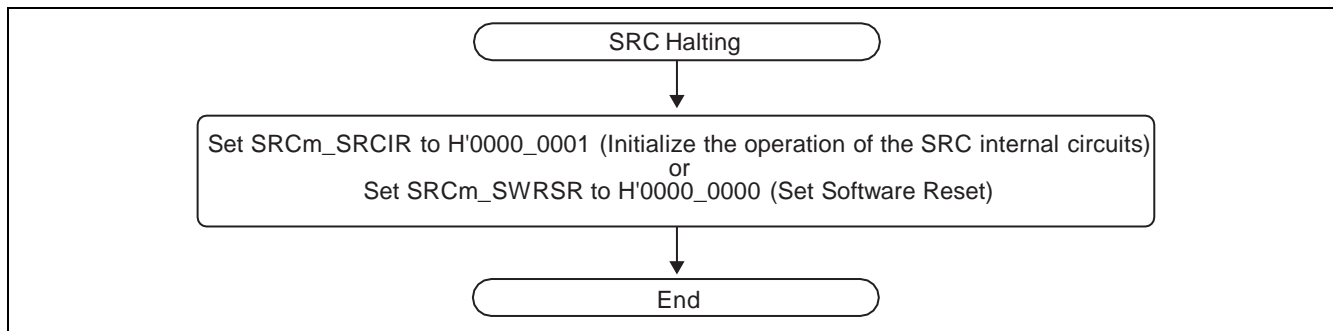 SRC Halting
Set SRCm_SRCIR to H'0000_0001 (Initialize the operation of the SRC internal circuits)
or
Set SRCm_SWRSR to H'0000_0000 (Set Software Reset)
End